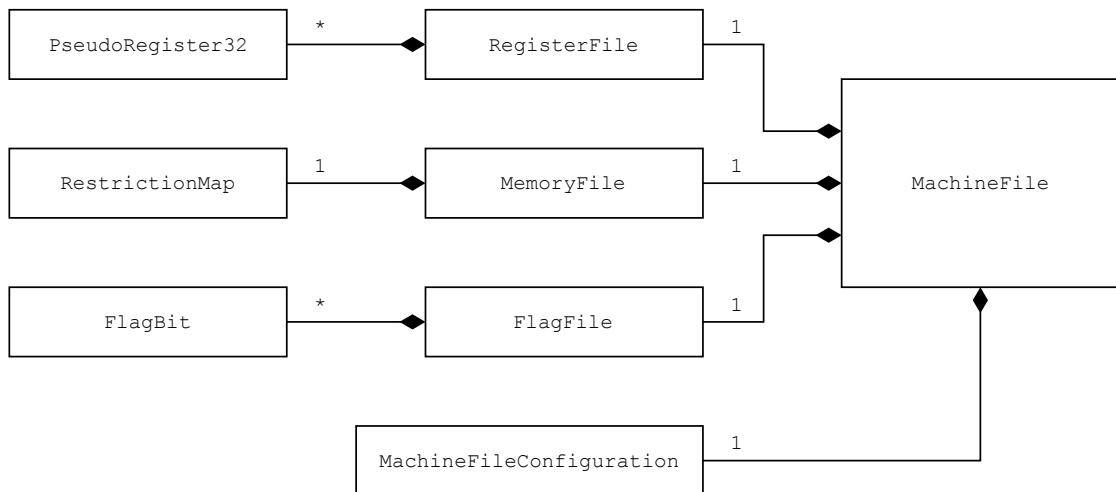 PseudoRegister32
*
RegisterFile
1
RestrictionMap
1
MemoryFile
1
MachineFile
FlagBit
*
FlagFile
1
MachineFileConfiguration
1